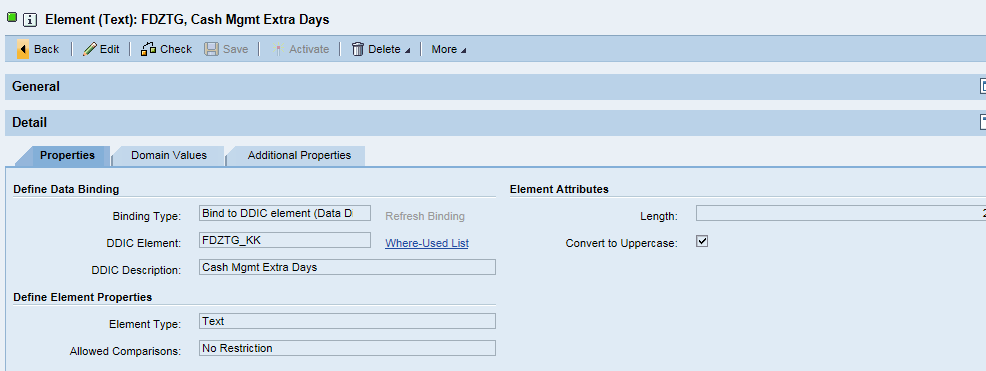 Element (Text): FDZTG, Cash Mgmt Extra Days
Back Edit Check Save Activate Delete More
General
Detail
Properties Domain Values Additional Properties
Define Data Binding Element Attributes
Binding Type: Bind to DDIC element (Data Refresh Binding Length:
DDIC Element: FDZTG_KK Where-Used List Convert to Uppercase:
DDIC Description: Cash Mgmt Extra Days
Define Element Properties
Element Type: Text
Allowed Comparisons: No Restriction